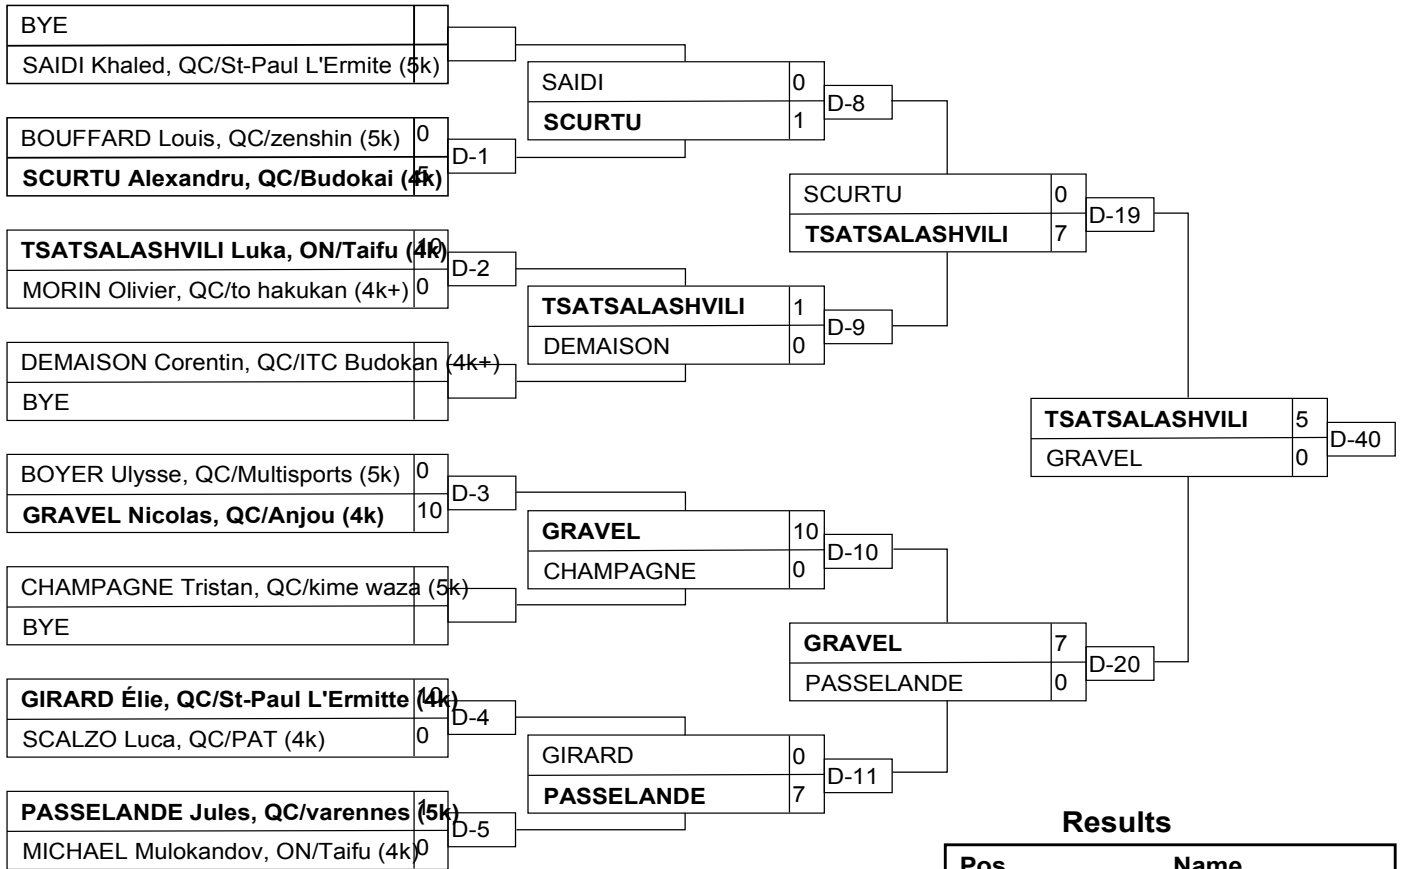 BYE
SAIDI Khaled, QC/St-Paul L'Ermite (5k)
BOUFFARD Louis, QC/zenshin (5k) 0
D-1
SCURTU Alexandru, QC/Budokai (4k) 5
TSATSALASHVILI Luka, ON/Taifu (4k) 10
D-2
MORIN Olivier, QC/to hakukan (4k+) 0
DEMAISON Corentin, QC/ITC Budokan (4k+)
BYE
BOYER Ulysse, QC/Multisports (5k) 0
D-3
GRAVEL Nicolas, QC/Anjou (4k) 10
CHAMPAGNE Tristan, QC/kime waza (5k)
BYE
GIRARD Élie, QC/St-Paul L'Ermitte (4k) 10
D-4
SCALZO Luca, QC/PAT (4k) 0
PASSELANDE Jules, QC/varennes (5k) 1
D-5
MICHAEL Mulokandov, ON/Taifu (4k) 0
SAIDI 0
D-8
SCURTU 1
TSATSALASHVILI 1
D-9
DEMAISON 0
GRAVEL 10
D-10
CHAMPAGNE 0
GIRARD 0
D-11
PASSELANDE 7
SCURTU 0
D-19
TSATSALASHVILI 7
GRAVEL 7
D-20
PASSELANDE 0
TSATSALASHVILI 5
D-40
GRAVEL 0
Results
Pos Name